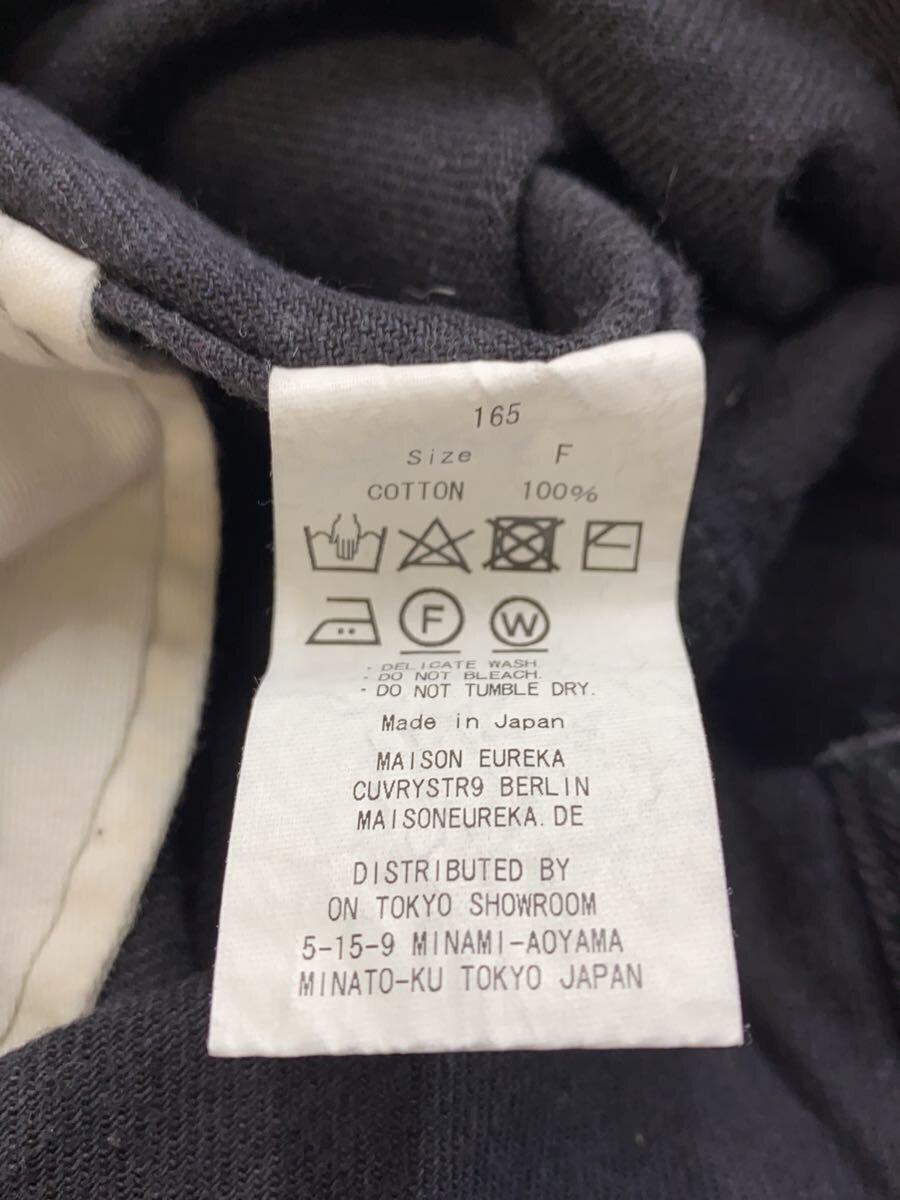 165
Size F
COTTON 100%
F W
- DELICATE WASH.
- DO NOT BLEACH.
- DO NOT TUMBLE DRY.
Made in Japan
MAISON EUREKA
CUVRYSTR9 BERLIN
MAISONEUREKA.DE
DISTRIBUTED BY
ON TOKYO SHOWROOM
5-15-9 MINAMI-AOYAMA
MINATO-KU TOKYO JAPAN